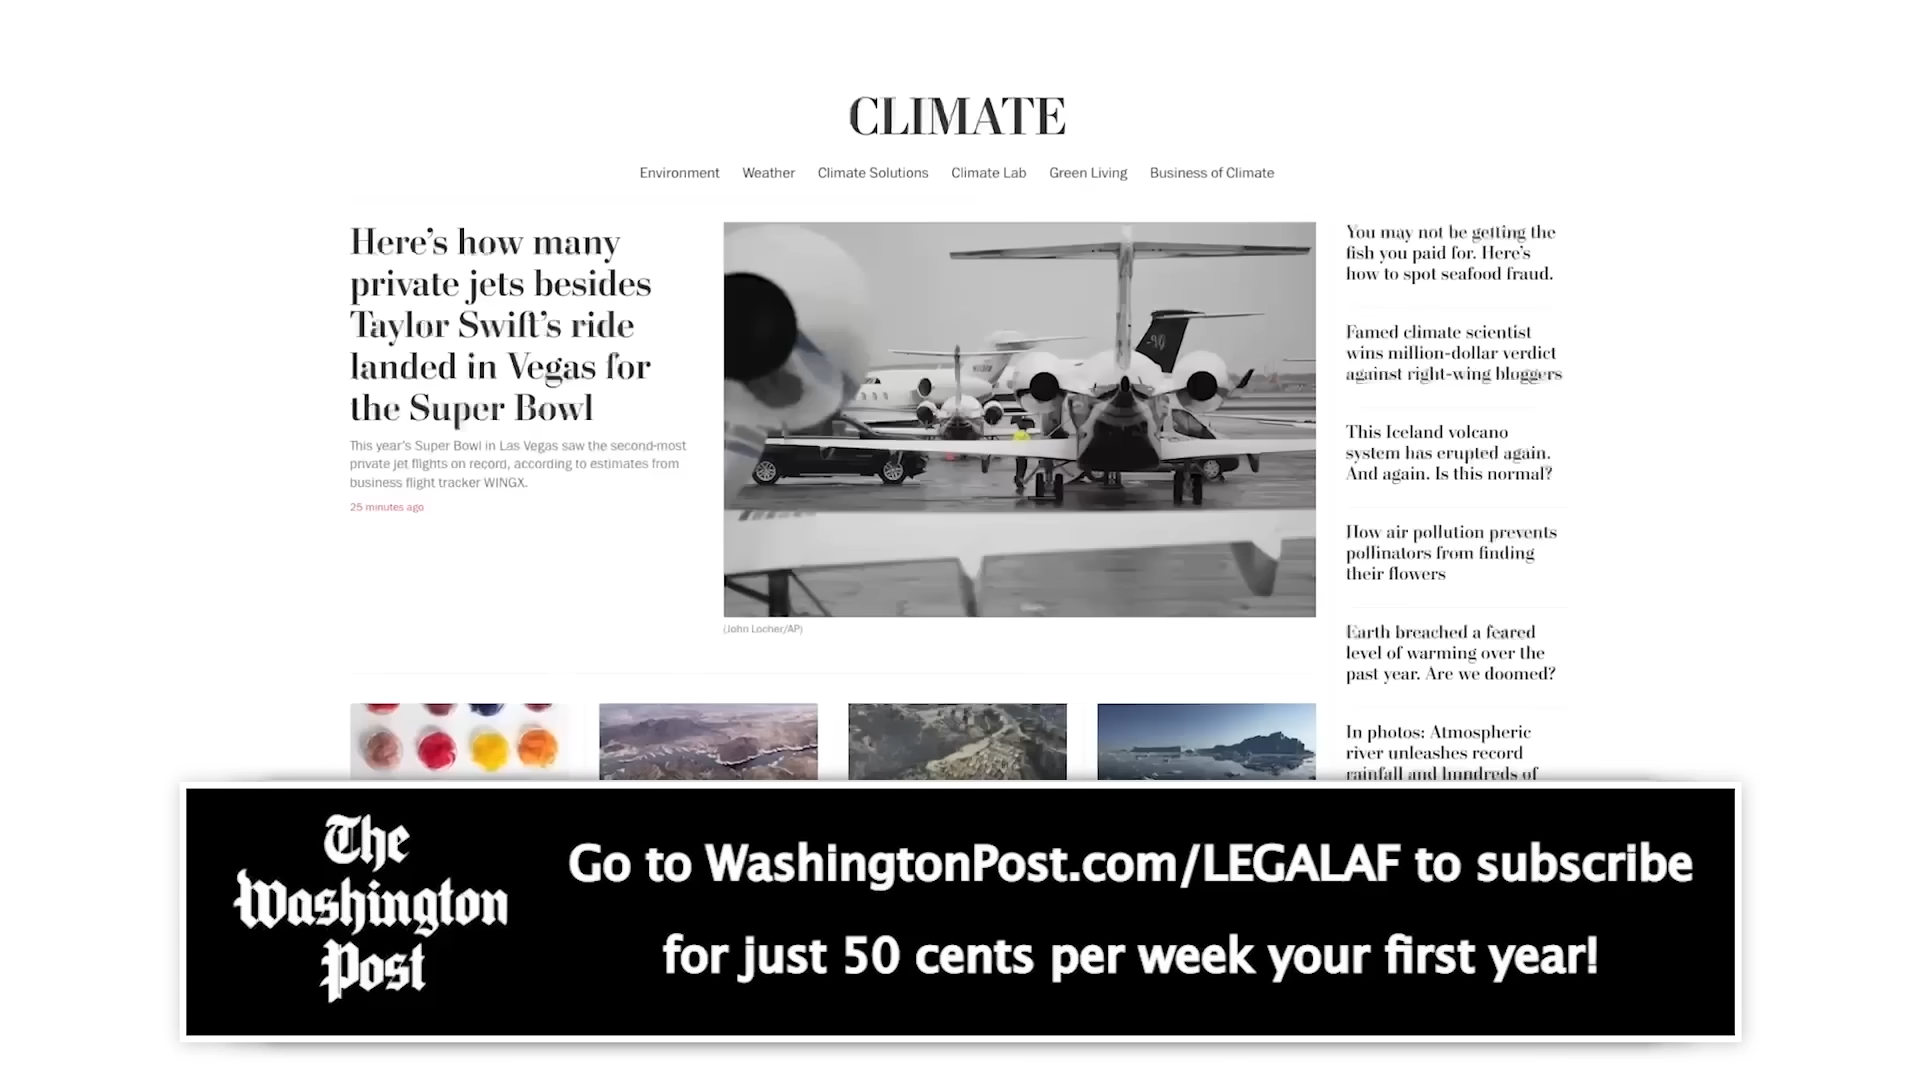 CLIMATE
Environment Weather Climate Solutions Climate Lab Green Living Business of Climate
Here's how many
private jets besides
Taylor Swift's ride
landed in Vegas for
the Super Bowl
This year's Super Bowl in Las Vegas saw the second-most
private jet flights on record, according to estimates from
business flight tracker WINGX.
25 minutes ago
(John Locher/AP)
You may not be getting the
fish you paid for. Here's
how to spot seafood fraud.
Famed climate scientist
wins million-dollar verdict
against right-wing bloggers
This Iceland volcano
system has erupted again.
And again. Is this normal?
How air pollution prevents
pollinators from finding
their flowers
Earth breached a feared
level of warming over the
past year. Are we doomed?
In photos: Atmospheric
river unleashes record
rainfall and hundreds of
The
Washington
Post
Go to WashingtonPost.com/LEGALAF to subscribe
for just 50 cents per week your first year!